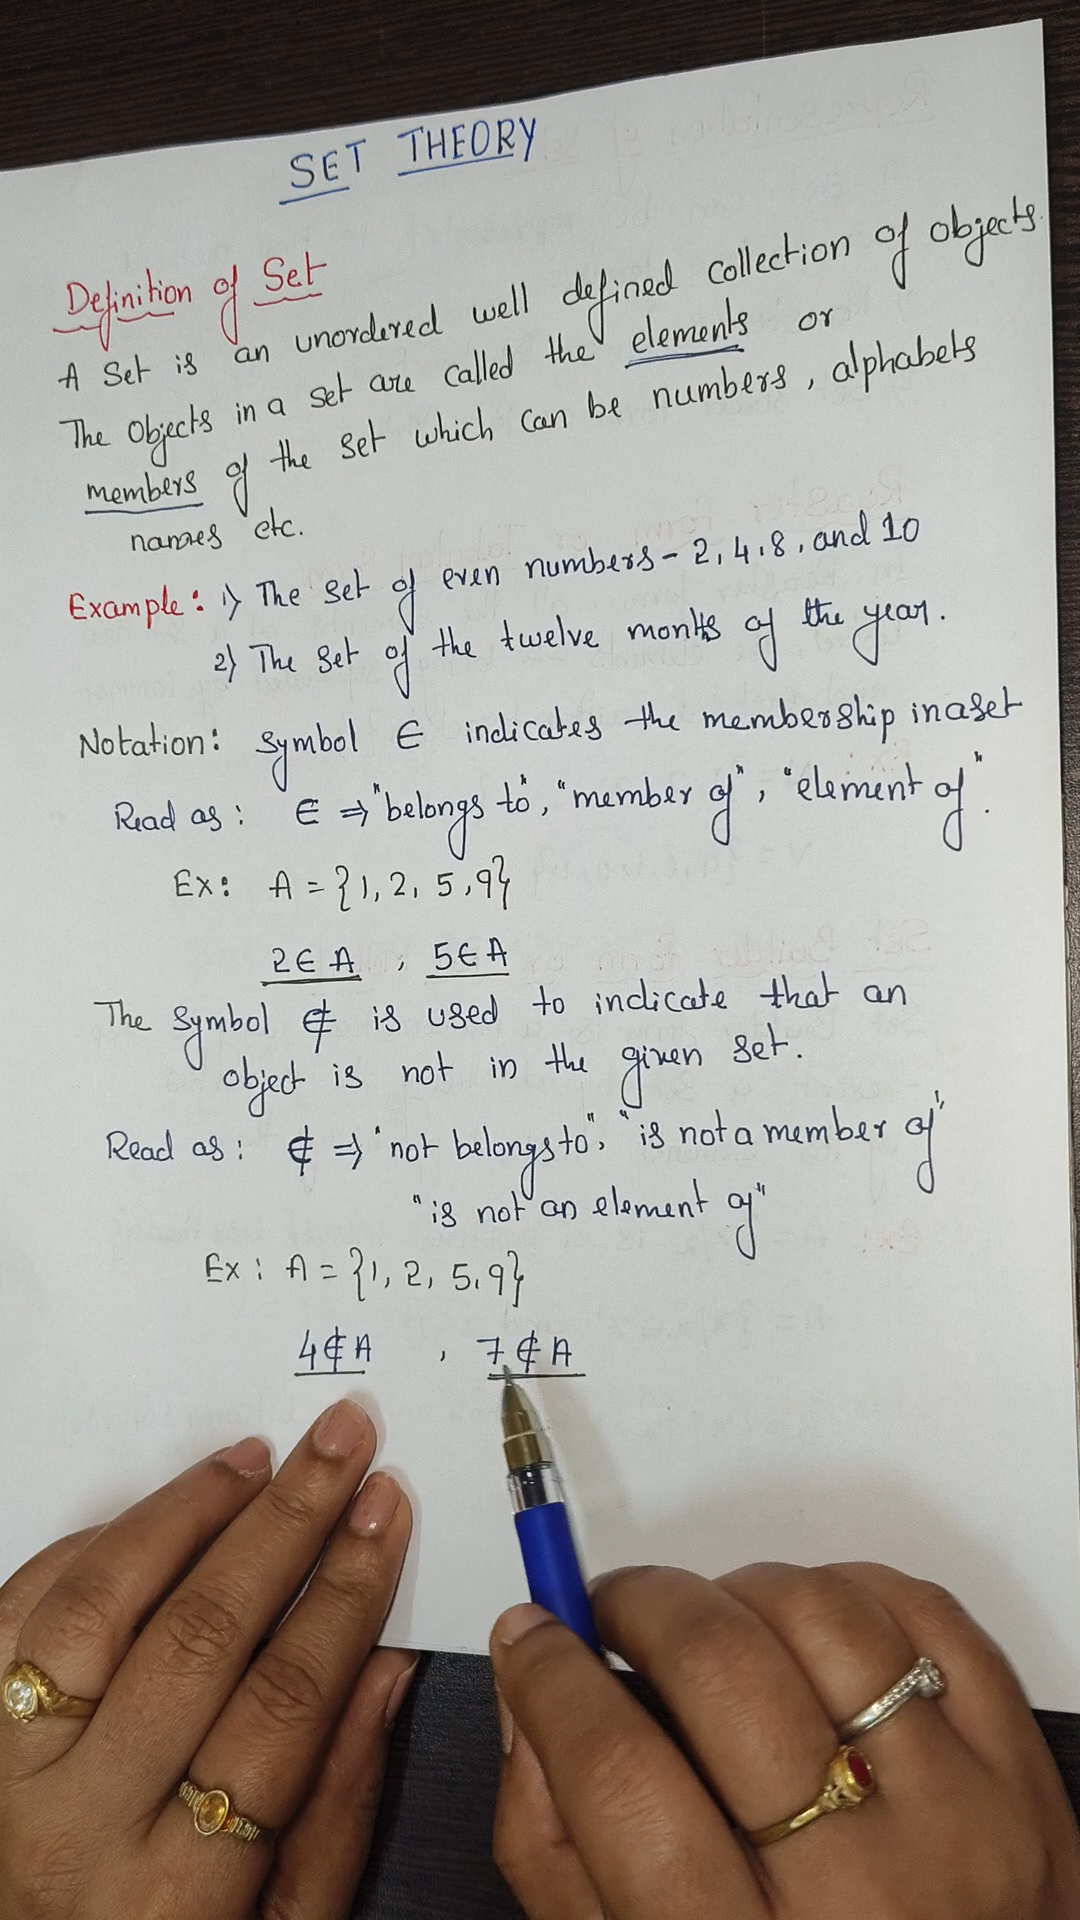 SET THEORY
Definition of Set
A Set is an unordered well defined collection of objects.
The Objects in a set are called the elements or
members of the set which can be numbers, alphabets
names etc.
Example: 1) The set of even numbers - 2, 4, 8, and 10
2) The set of the twelve months of the year.
Notation: symbol ∈ indicates the membership in a set
Read as: ∈ ⇒ "belongs to", "member of", "element of".
Ex: A = {1, 2, 5, 9}
2 ∈ A , 5 ∈ A
The symbol ∉ is used to indicate that an
object is not in the given set.
Read as: ∉ ⇒ "not belongs to", "is not a member of"
"is not an element of"
Ex: A = {1, 2, 5, 9}
4 ∉ A , 7 ∉ A